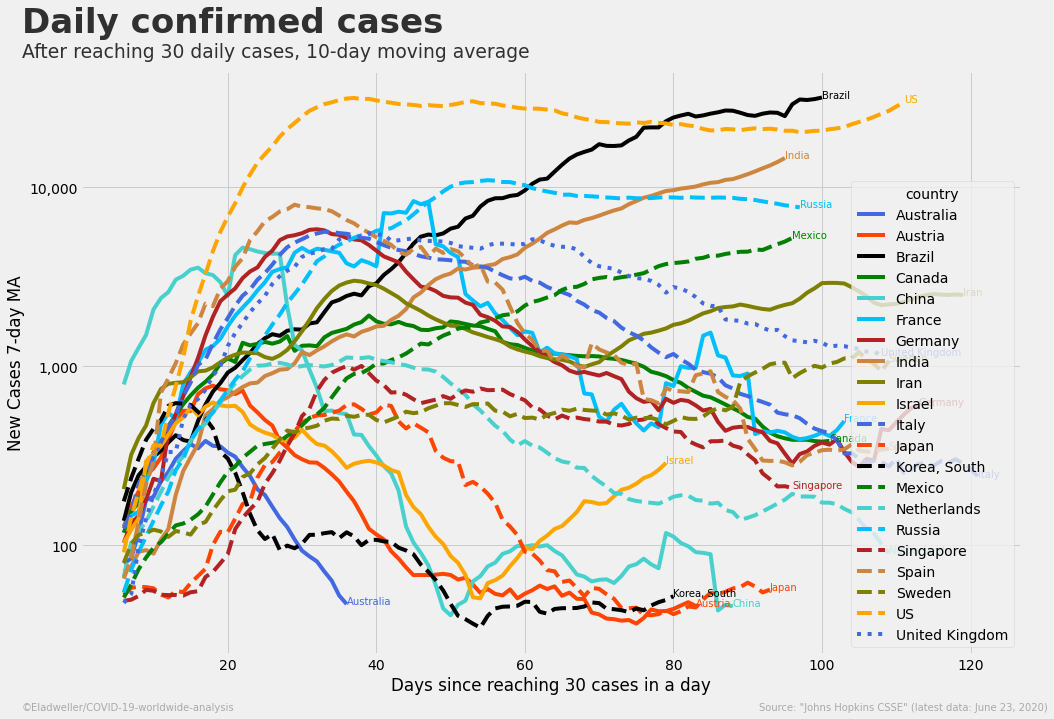 Daily confirmed cases
After reaching 30 daily cases, 10-day moving average
New Cases 7-day MA
10,000
1,000
100
20
40
60
80
100
120
Days since reaching 30 cases in a day
Brazil
US
India
Russia
Mexico
Iran
United Kingdom
Germany
France
Canada
Italy
Israel
Singapore
Japan
Korea, South
Austria
China
Australia
country
Australia
Austria
Brazil
Canada
China
France
Germany
India
Iran
Israel
Italy
Japan
Korea, South
Mexico
Netherlands
Russia
Singapore
Spain
Sweden
US
United Kingdom
©Eladweller/COVID-19-worldwide-analysis
Source: "Johns Hopkins CSSE" (latest data: June 23, 2020)